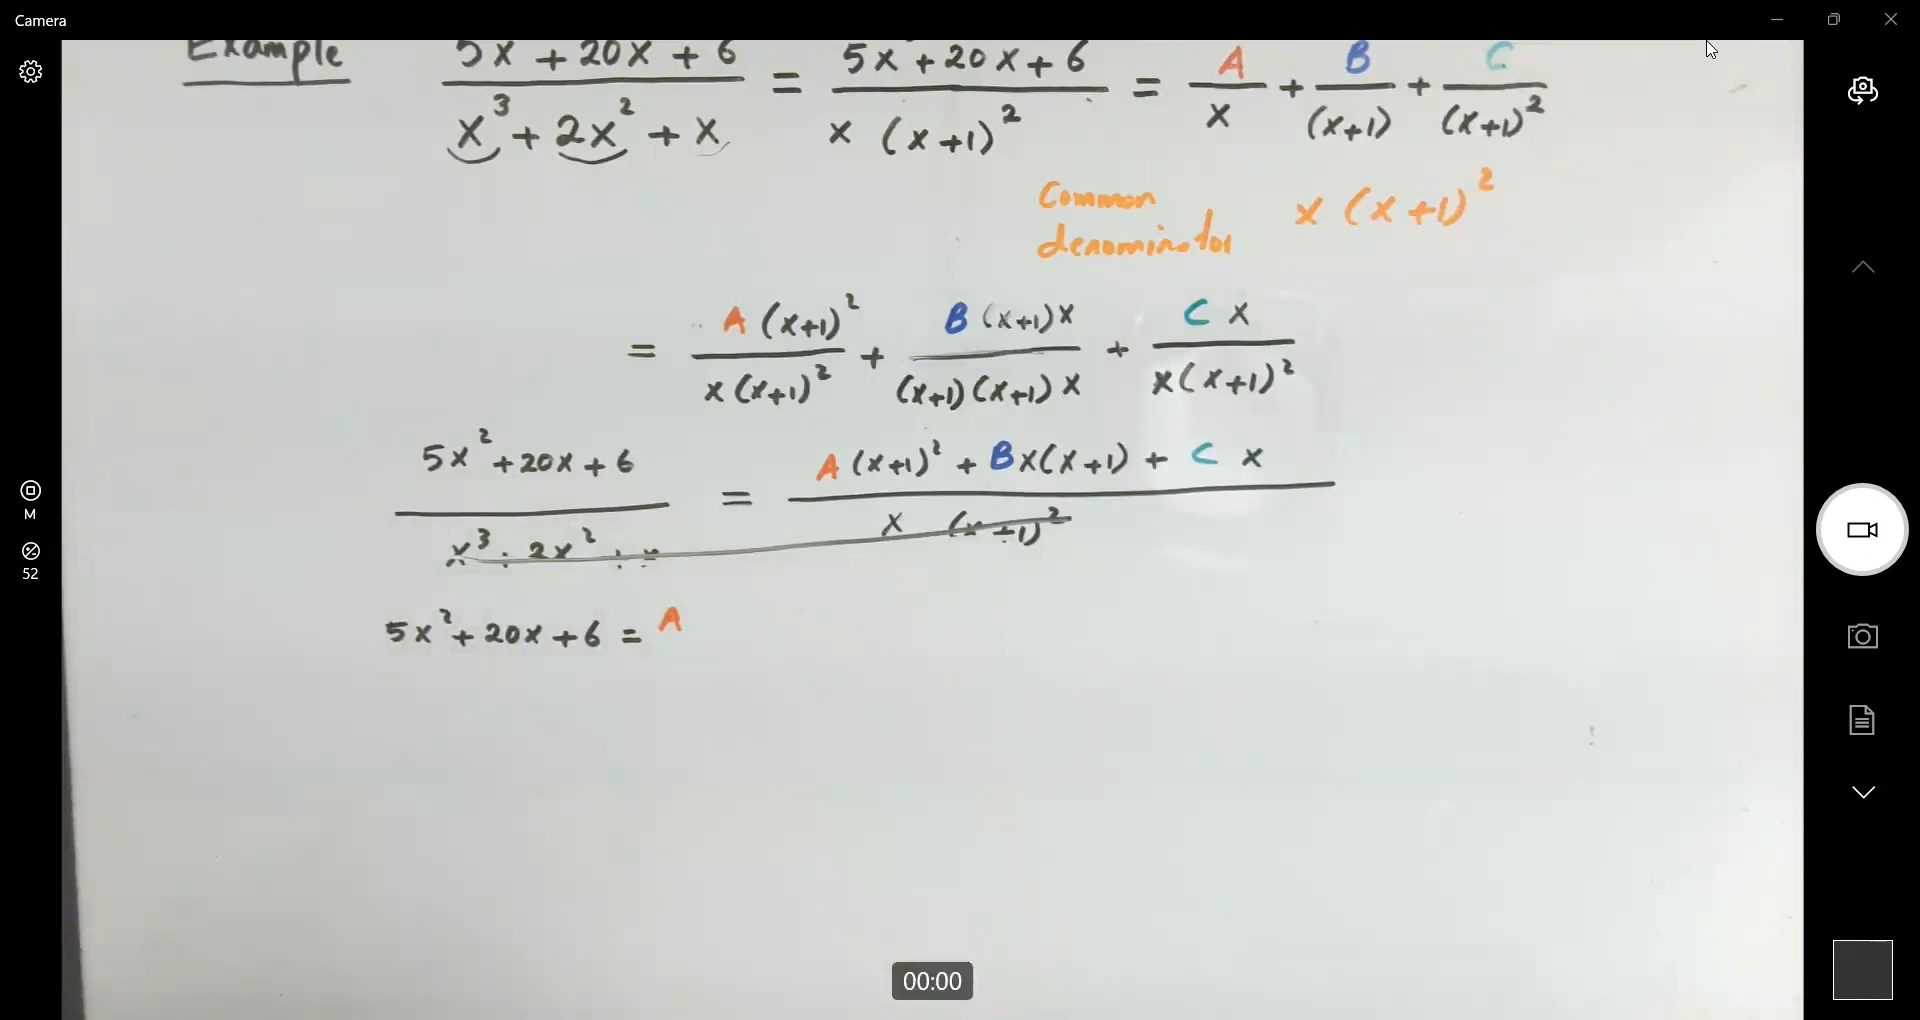 Camera
Example 5x² + 20x + 6 / x³ + 2x² + x = 5x² + 20x + 6 / x (x+1)² = A / x + B / (x+1) + C / (x+1)²
Common denominator x (x+1)²
= A (x+1)² / x (x+1)² + B (x+1) x / (x+1) (x+1) x + C x / x (x+1)²
5x² + 20x + 6 / x³ + 2x² + x = A (x+1)² + B x (x+1) + C x / x (x+1)²
M
52
5x² + 20x + 6 = A
00:00